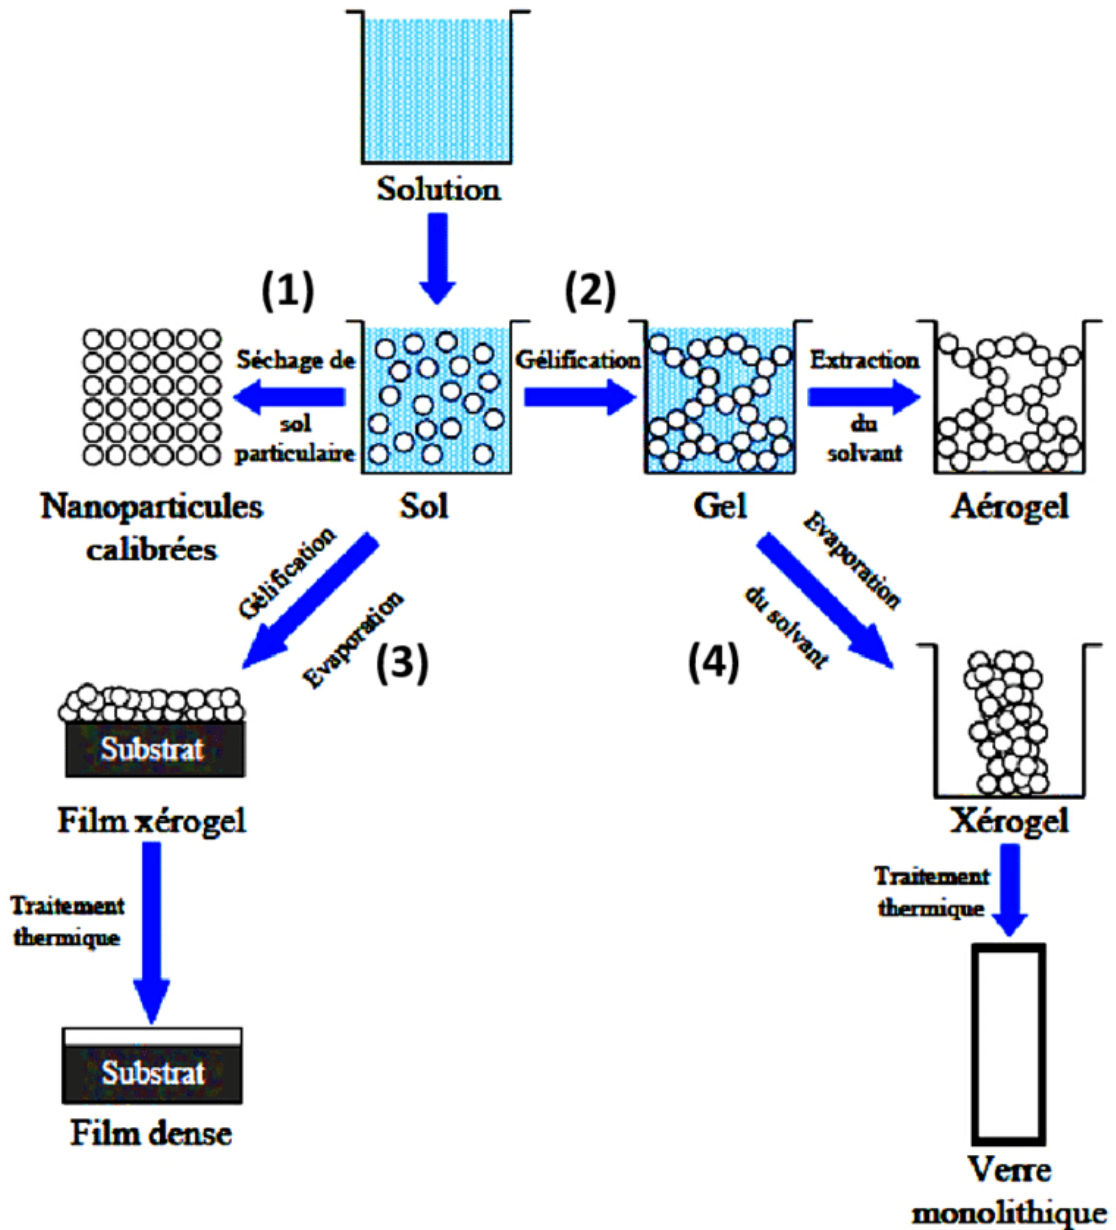 Solution
(1)
(2)
Séchage de
sol
particulaire
Gélification
Extraction
du
solvant
Nanoparticules
calibrées
Sol
Gel
Aérogel
Gélification
Evaporation
(3)
Evaporation
du solvant
(4)
Substrat
Film xérogel
Xérogel
Traitement
thermique
Traitement
thermique
Substrat
Film dense
Verre
monolithique